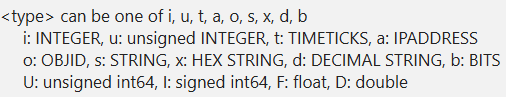 <type> can be one of i, u, t, a, o, s, x, d, b
i: INTEGER, u: unsigned INTEGER, t: TIMETICKS, a: IPADDRESS
o: OBJID, s: STRING, x: HEX STRING, d: DECIMAL STRING, b: BITS
U: unsigned int64, I: signed int64, F: float, D: double